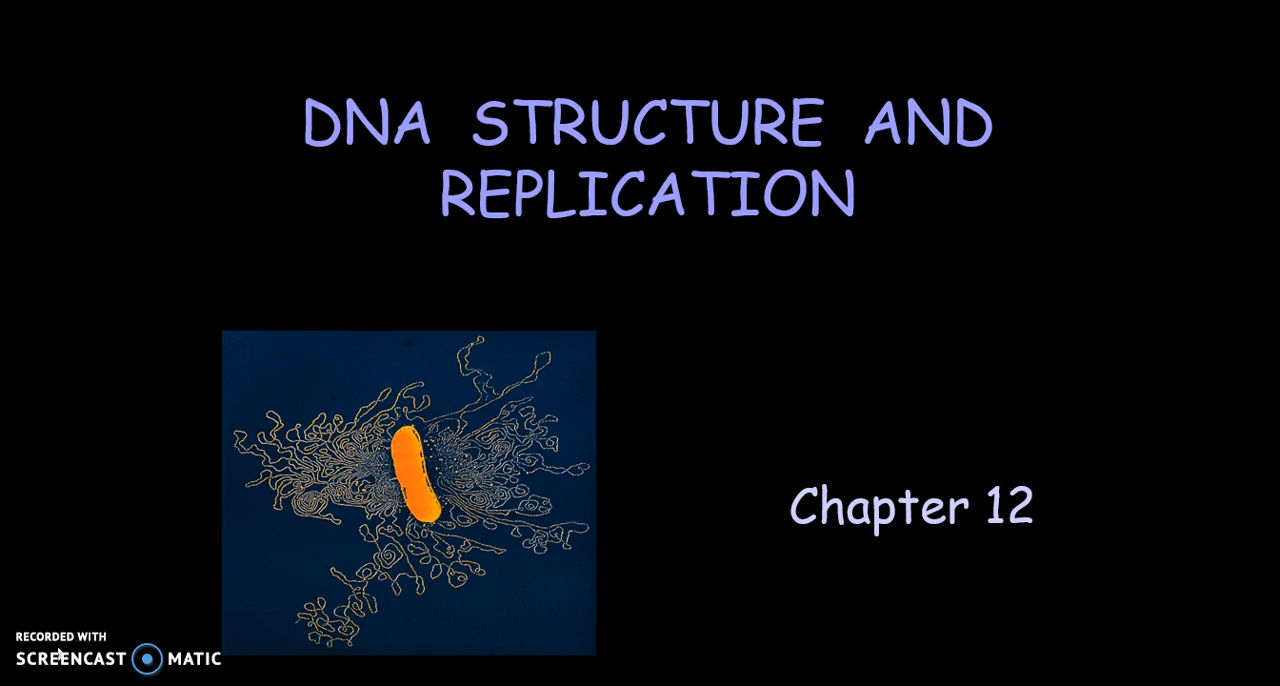 DNA STRUCTURE AND
REPLICATION
Chapter 12
RECORDED WITH
SCREENCAST MATIC